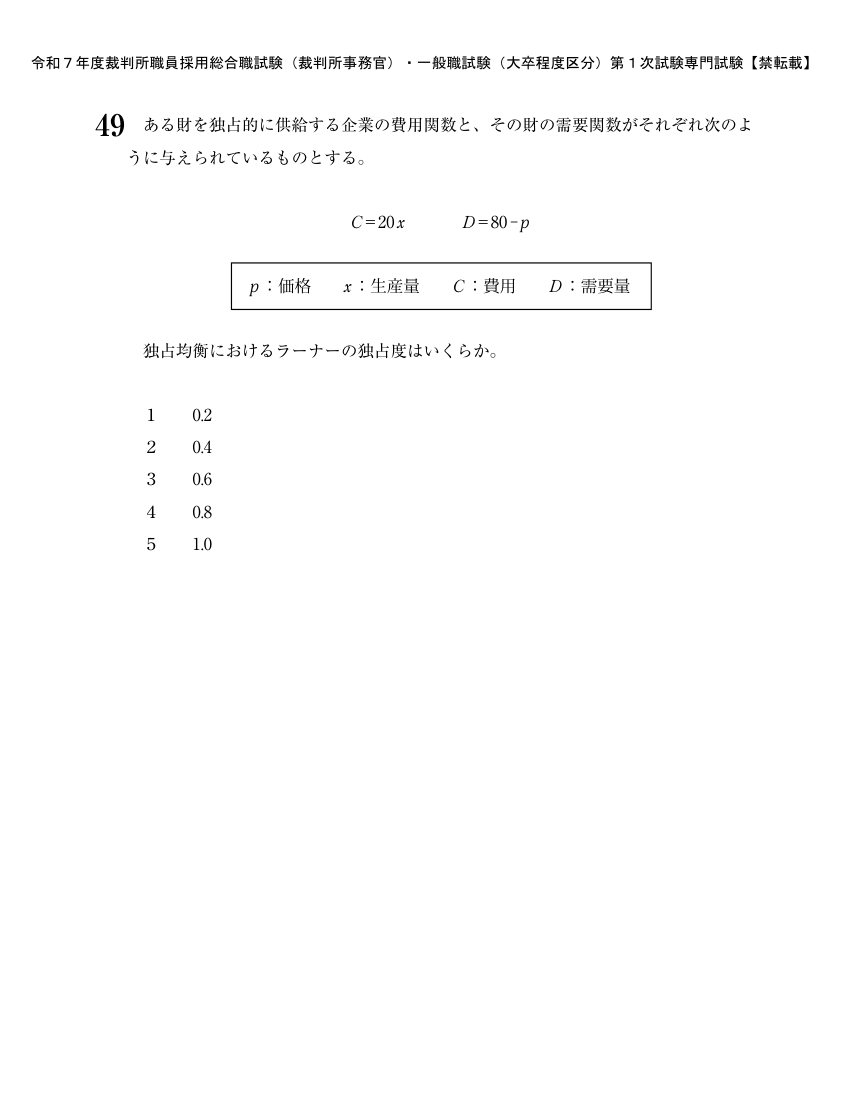 令和７年度裁判所職員採用総合職試験（裁判所事務官）・一般職試験（大卒程度区分）第１次試験専門試験【禁転載】
49　ある財を独占的に供給する企業の費用関数と、その財の需要関数がそれぞれ次のよ
うに与えられているものとする。
C=20x　　D=80-p
p：価格　x：生産量　C：費用　D：需要量
独占均衡におけるラーナーの独占度はいくらか。
1　0.2
2　0.4
3　0.6
4　0.8
5　1.0